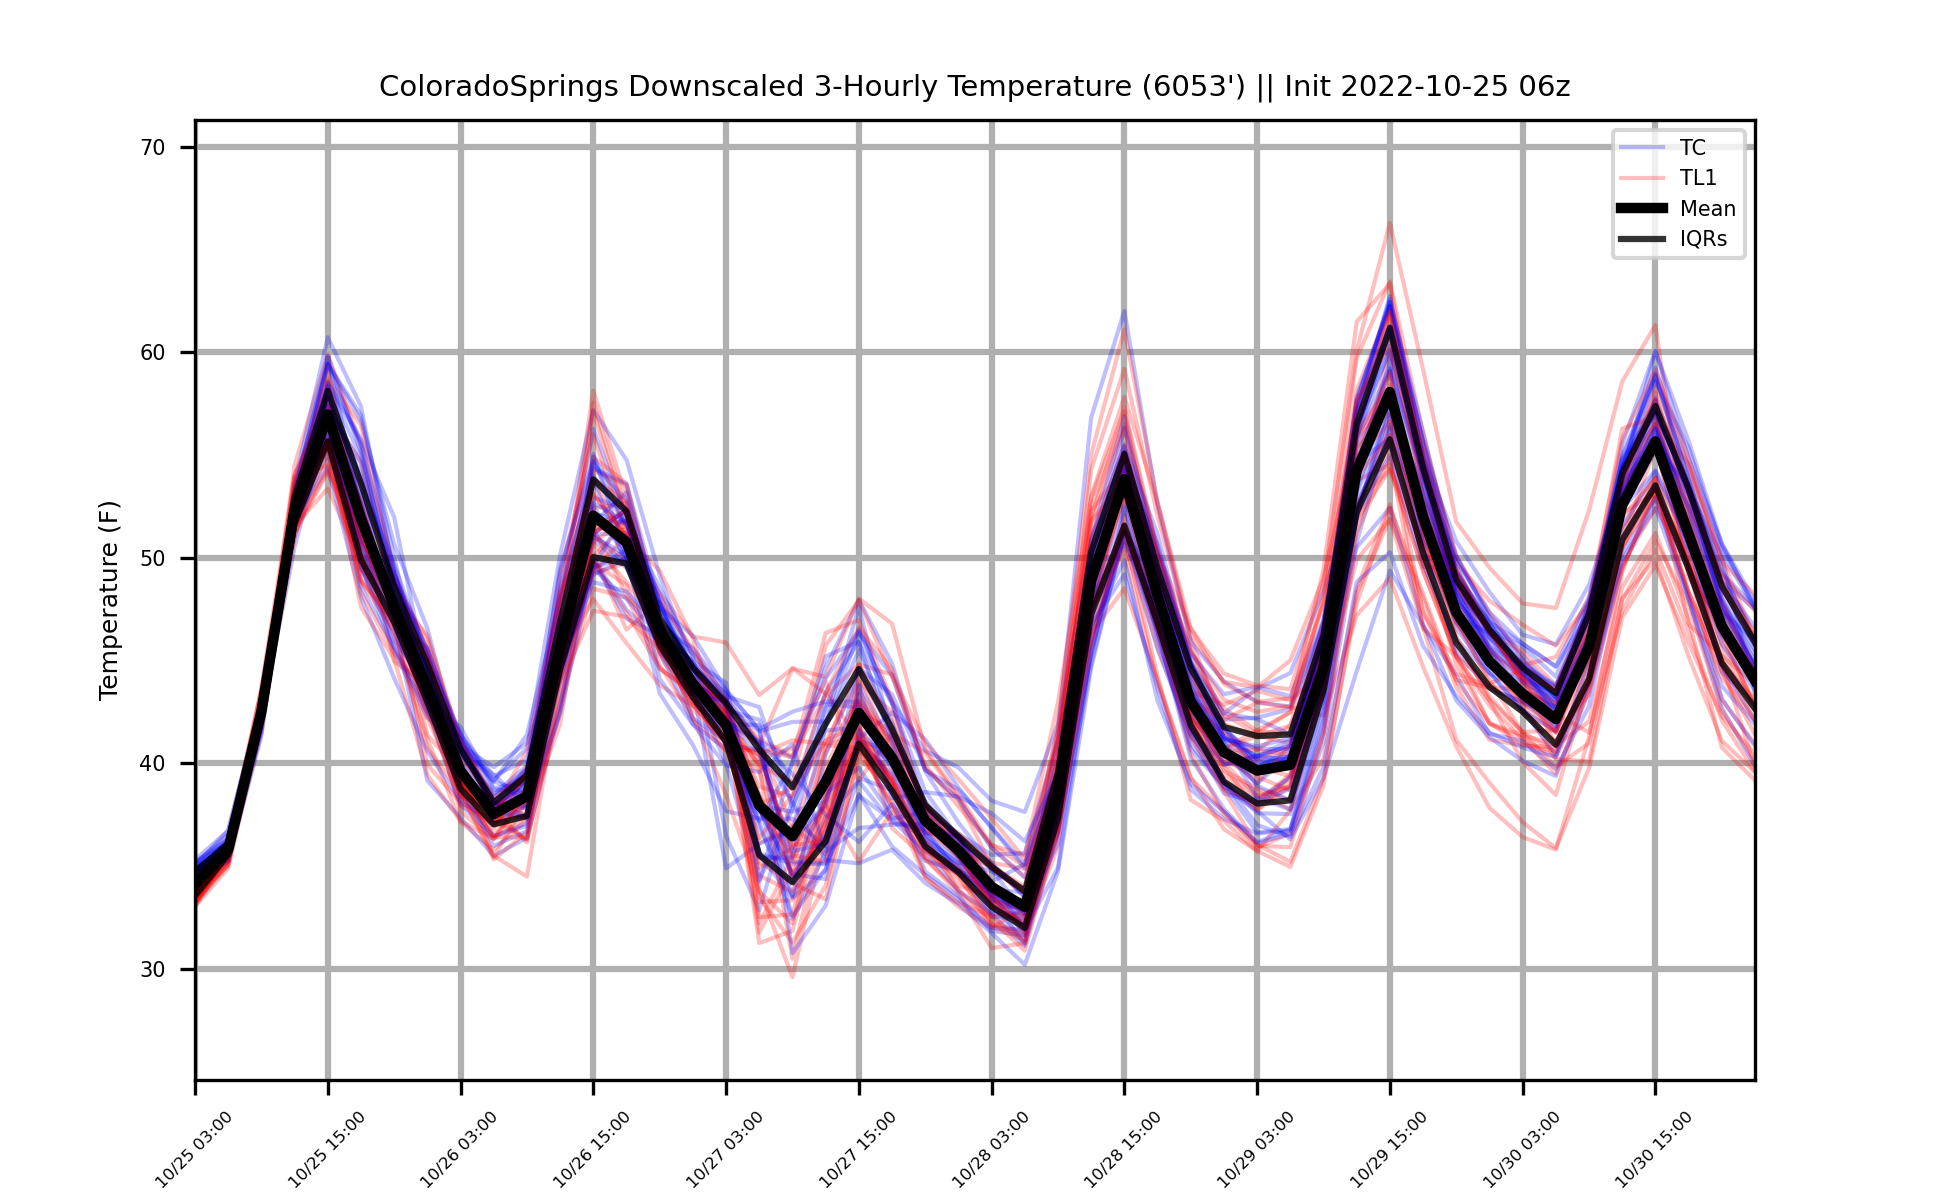 ColoradoSprings Downscaled 3-Hourly Temperature (6053') || Init 2022-10-25 06z
TC
TL1
Mean
IQRs
Temperature (F)
70
60
50
40
30
10/25 03:00
10/25 15:00
10/26 03:00
10/26 15:00
10/27 03:00
10/27 15:00
10/28 03:00
10/28 15:00
10/29 03:00
10/29 15:00
10/30 03:00
10/30 15:00